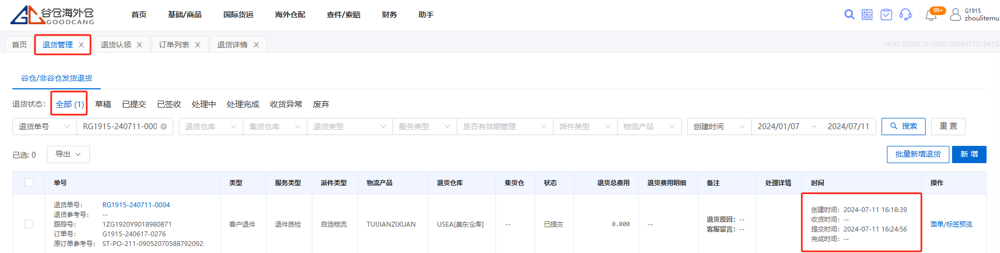 谷仓海外仓
GOODCANG
首页 基础/商品 国际货运 海外仓配 查件/索赔 财务 助手
99+
G1915
zhoulitemu
首页 退货管理 X 退货认领 X 订单列表 X 退货详情 X
v4.91.32b0710-1000-2024071015415
谷仓/非谷仓发货退货
退货状态: 全部 (1) 草稿 已提交 已签收 处理中 处理完成 收货异常 废弃
退货单号 RG1915-240711-000 退货仓库 集货仓库 退货类型 服务类型 是否有效期管理 派件类型 物流产品 创建时间 2024/01/07 ~ 2024/07/11 搜索 重置
已选: 0 导出 批量新增退货 新增
单号 类型 服务类型 派件类型 物流产品 退货仓库 集货仓 状态 退货总费用 退货费用明细 备注 处理详情 时间 操作
退货单号: RG1915-240711-0004
退货参考号: --
跟踪号: 1ZG1920Y9018980871
订单号: G1915-240617-0276
原订单参考号: ST-PO-211-09052070588792092
客户退件 退件质检 自选物流 TUIJIANZIXUAN USEA[美东仓库] -- 已提交 0.000 --
退货原因: --
客服留言: --
创建时间: 2024-07-11 16:18:39
收货时间: --
提交时间: 2024-07-11 16:24:56
完成时间: --
面单/标签预览